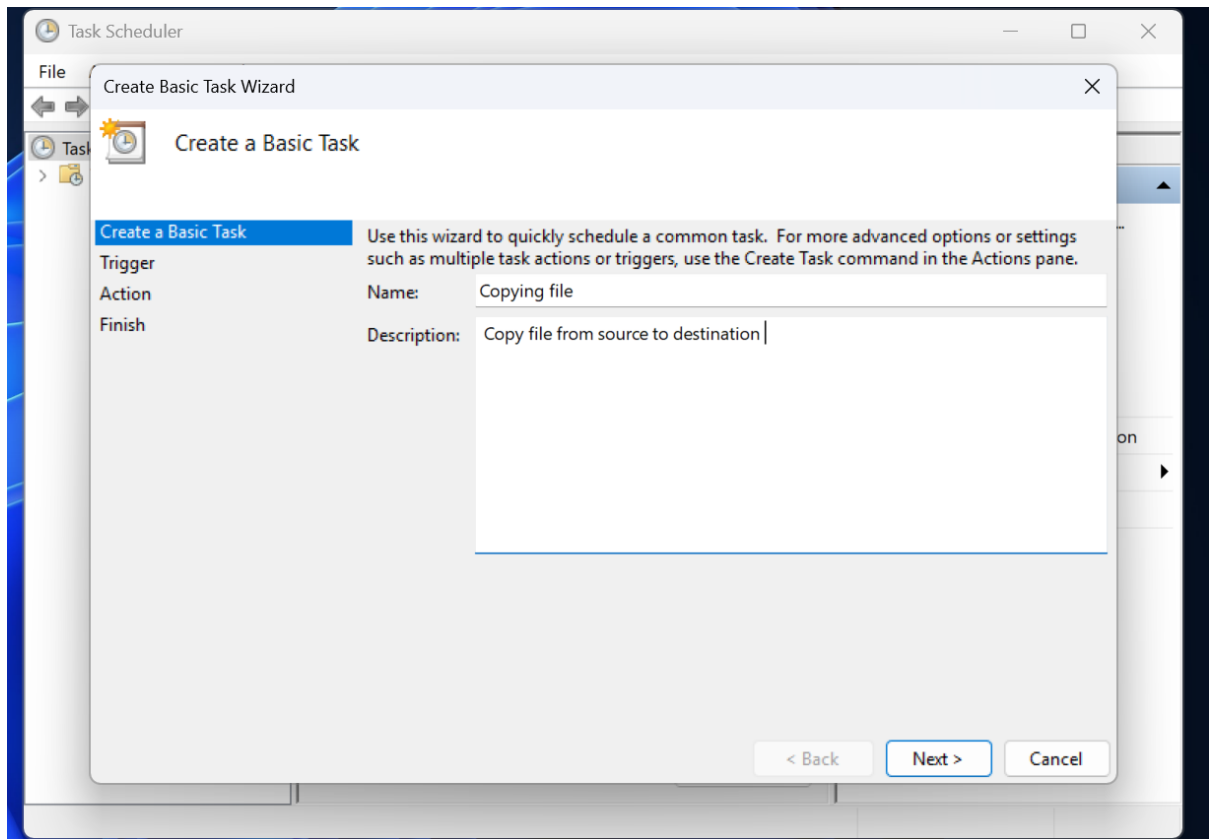 Task Scheduler
File
Create Basic Task Wizard
Create a Basic Task
Task
Create a Basic Task
Trigger
Action
Finish
Use this wizard to quickly schedule a common task. For more advanced options or settings
such as multiple task actions or triggers, use the Create Task command in the Actions pane.
Name: Copying file
Description: Copy file from source to destination
on
< Back Next > Cancel